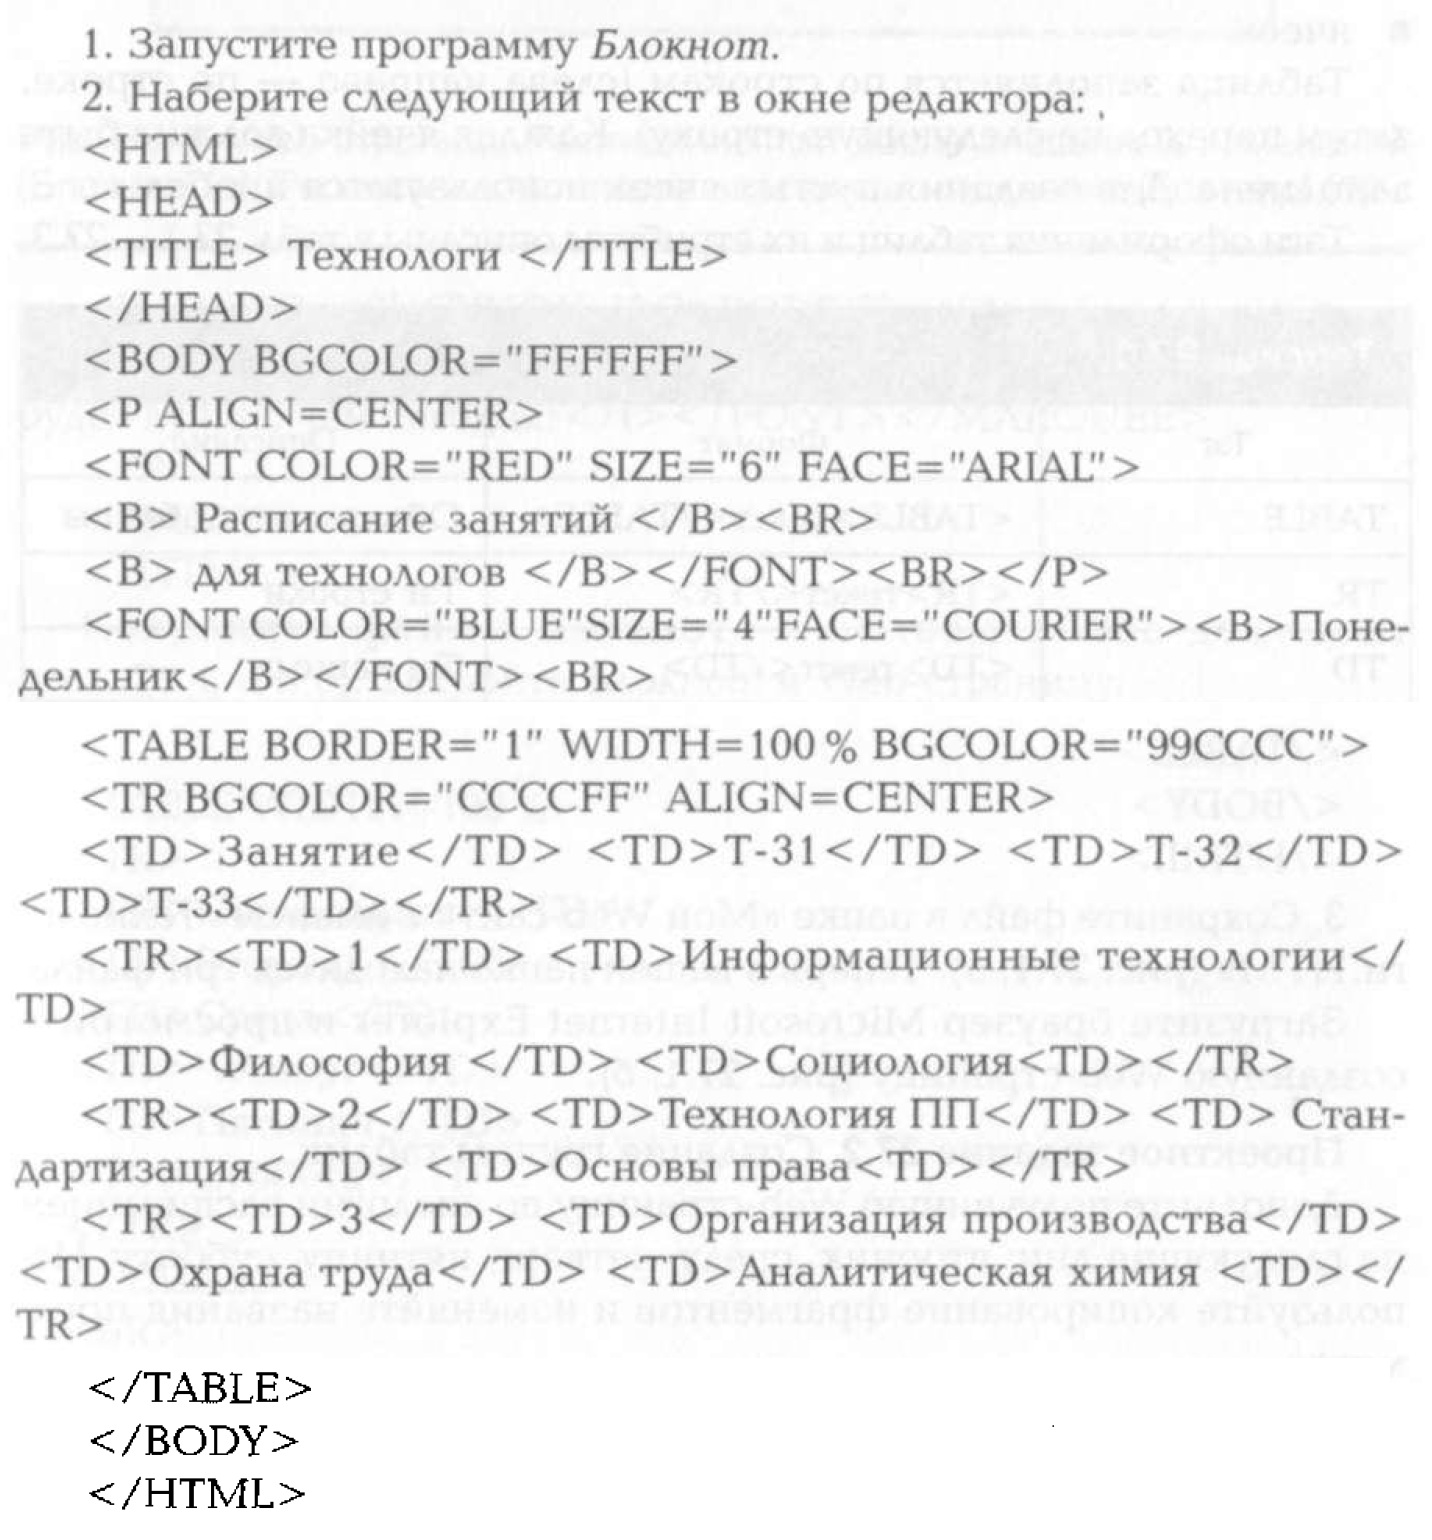 1. Запустите программу Блокнот.
2. Наберите следующий текст в окне редактора:
<HTML>
<HEAD>
<TITLE> Технологи </TITLE>
</HEAD>
<BODY BGCOLOR="FFFFFF">
<P ALIGN=CENTER>
<FONT COLOR="RED" SIZE="6" FACE="ARIAL">
<B> Расписание занятий </B><BR>
<B> для технологов </B></FONT><BR></P>
<FONT COLOR="BLUE"SIZE="4"FACE="COURIER"><B>Поне-
дельник</B></FONT><BR>
<TABLE BORDER="1" WIDTH=100% BGCOLOR="99CCCC">
<TR BGCOLOR="CCCCFF" ALIGN=CENTER>
<TD>Занятие</TD> <TD>Т-31</TD> <TD>Т-32</TD>
<TD>Т-33</TD></TR>
<TR><TD>1</TD> <TD>Информационные технологии</
TD>
<TD>Философия </TD> <TD>Социология<TD></TR>
<TR><TD>2</TD> <TD>Технология ПП</TD> <TD> Стан-
дартизация</TD> <TD>Основы права<TD></TR>
<TR><TD>3</TD> <TD>Организация производства</TD>
<TD>Охрана труда</TD> <TD>Аналитическая химия <TD></
TR>
</TABLE>
</BODY>
</HTML>